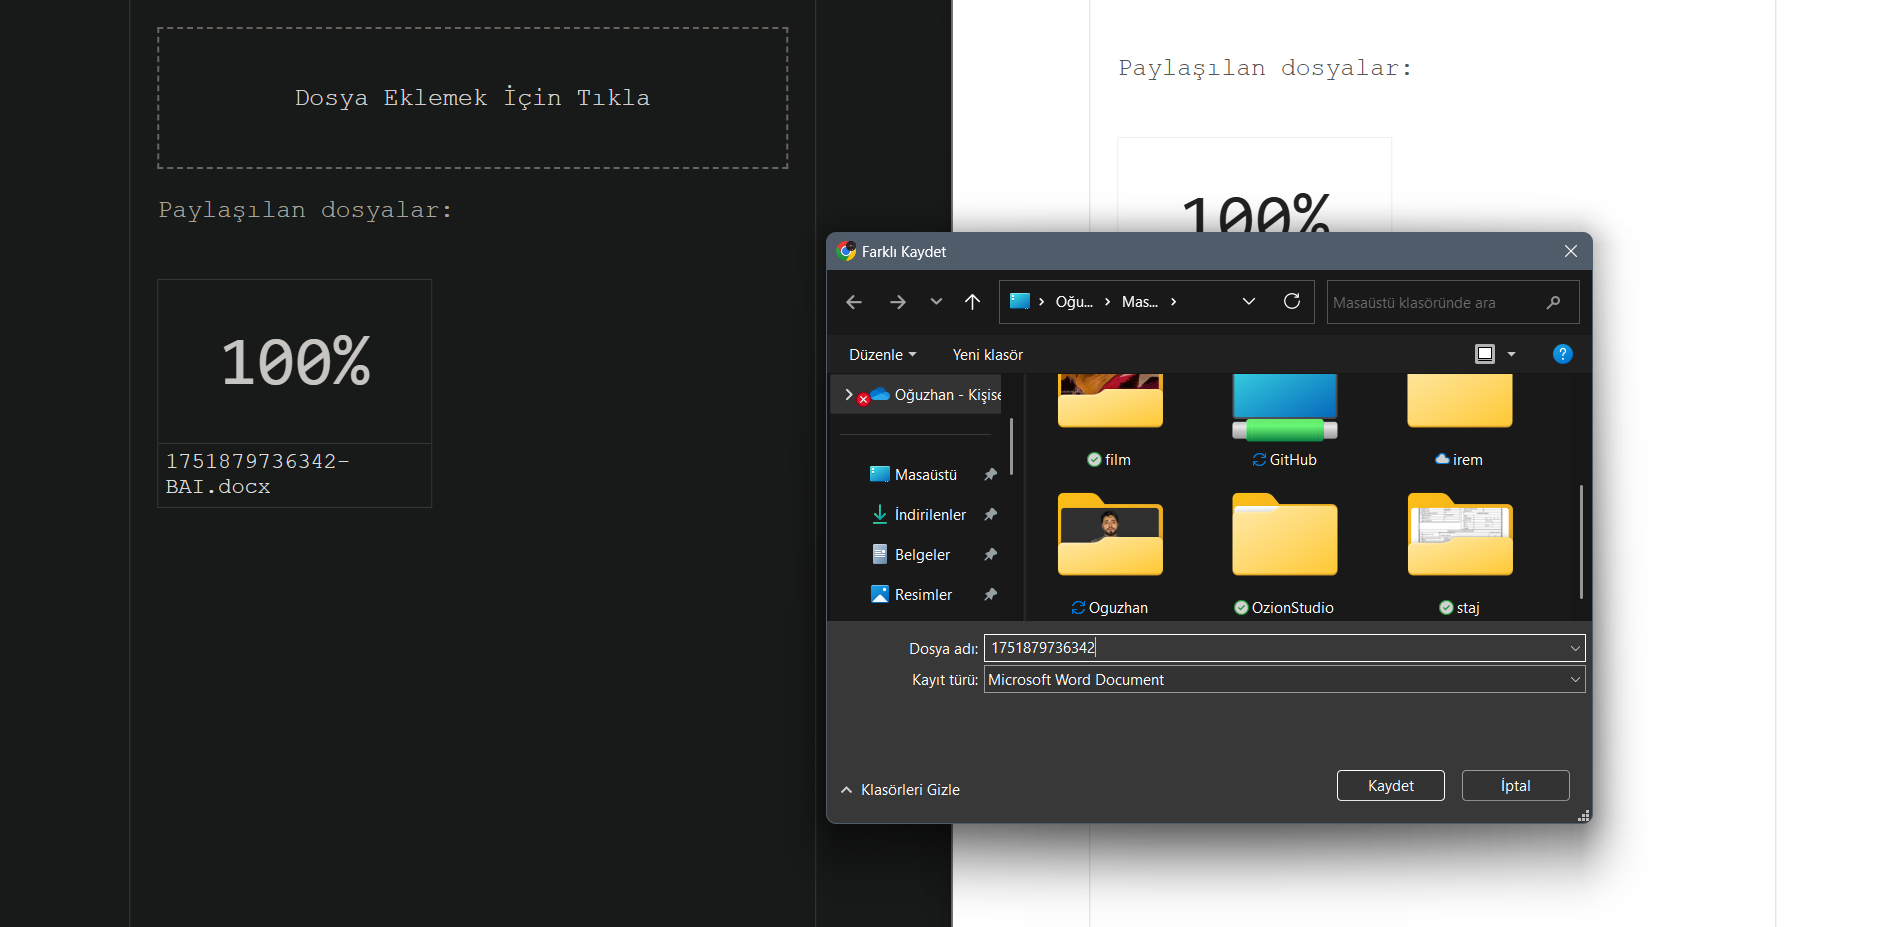 Dosya Eklemek İçin Tıkla
Paylaşılan dosyalar:
100%
1751879736342-
BAI.docx
Paylaşılan dosyalar:
100%
Farklı Kaydet
Oğu... Mas...
Masaüstü klasöründe ara
Düzenle
Yeni klasör
Oğuzhan - Kişise
Masaüstü
İndirilenler
Belgeler
Resimler
film
GitHub
irem
Oguzhan
OzionStudio
staj
Dosya adı: 1751879736342
Kayıt türü: Microsoft Word Document
Klasörleri Gizle
Kaydet
İptal